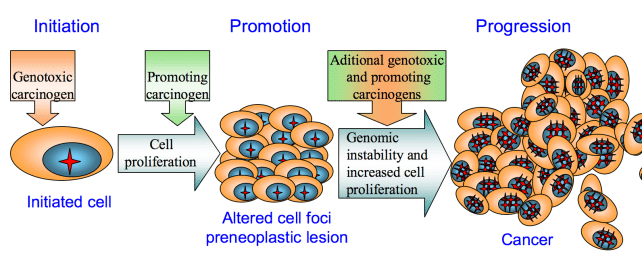 Initiation
Promotion
Progression
Genotoxic
carcinogen
Promoting
carcinogen
Aditional genotoxic
and promoting
carcinogens
Cell
proliferation
Genomic
instability and
increased cell
proliferation
Initiated cell
Altered cell foci
preneoplastic lesion
Cancer